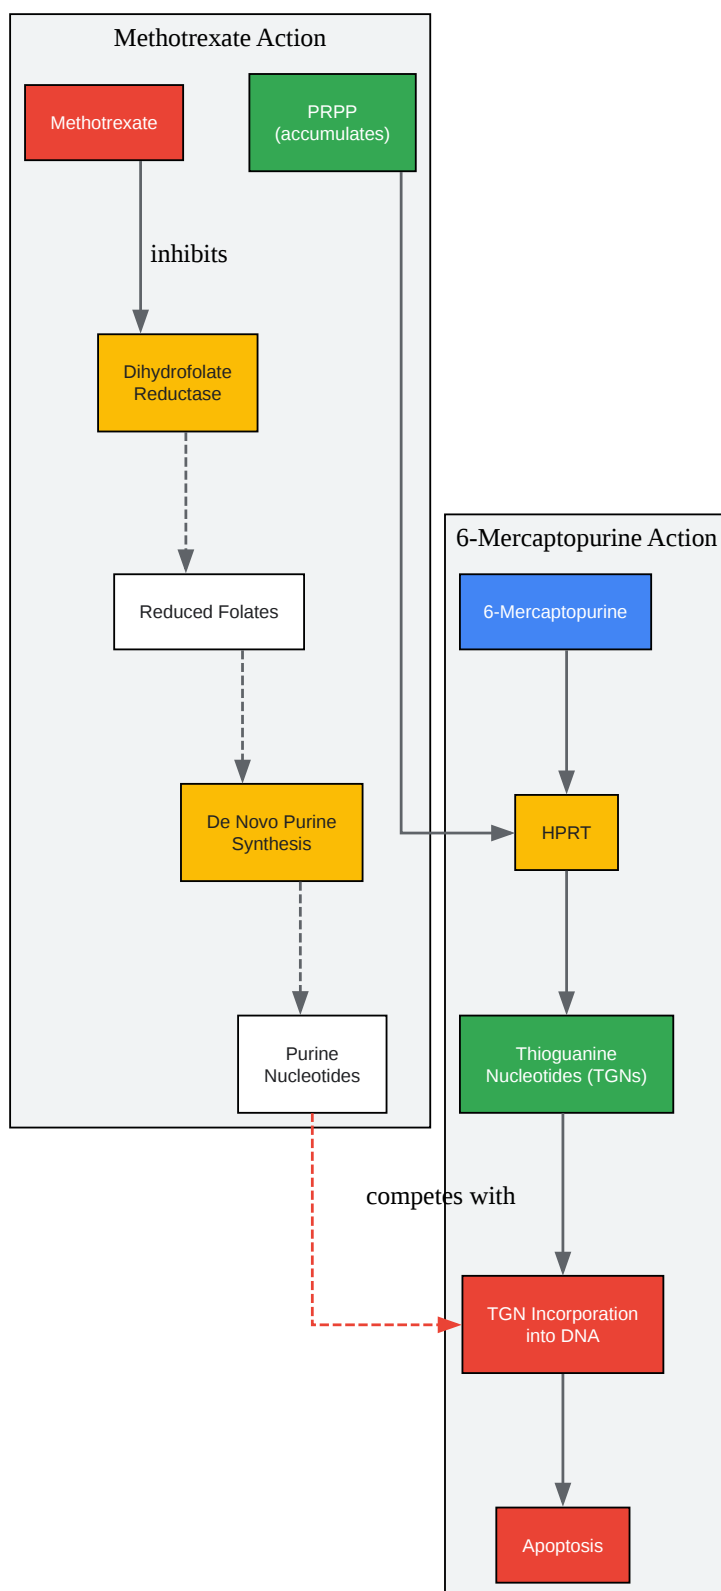 Methotrexate Action
Methotrexate
PRPP
(accumulates)
inhibits
Dihydrofolate
Reductase
Reduced Folates
De Novo Purine
Synthesis
Purine
Nucleotides
6-Mercaptopurine Action
6-Mercaptopurine
HPRT
Thioguanine
Nucleotides (TGNs)
competes with
TGN Incorporation
into DNA
Apoptosis